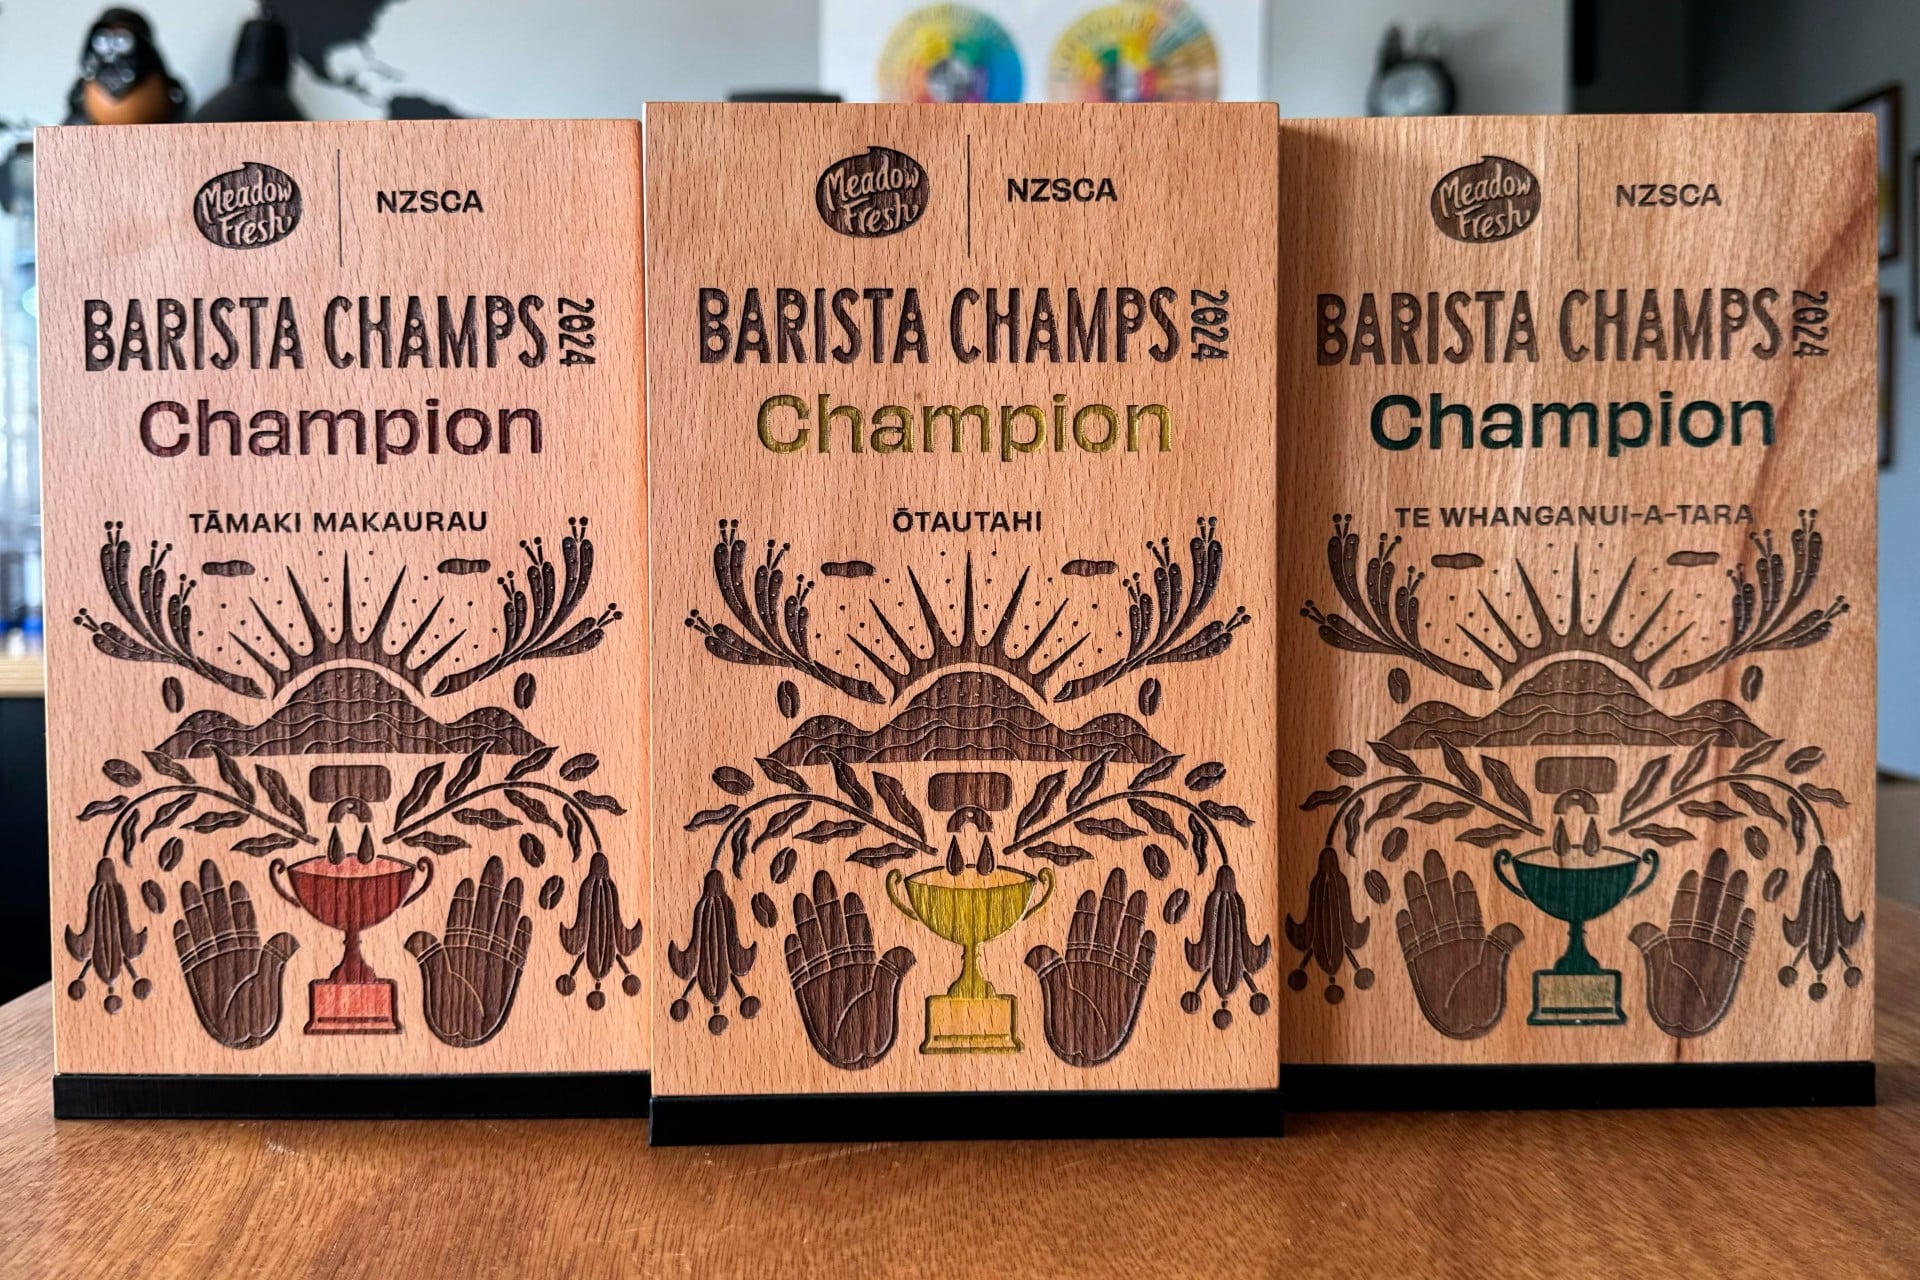 Meadow
Fresh
NZSCA
BARISTA CHAMPS 2024
Champion
TĀMAKI MAKAURAU
Meadow
Fresh
NZSCA
BARISTA CHAMPS 2024
Champion
ŌTAUTAHI
Meadow
Fresh
NZSCA
BARISTA CHAMPS 2024
Champion
TE WHANGANUI-A-TARA